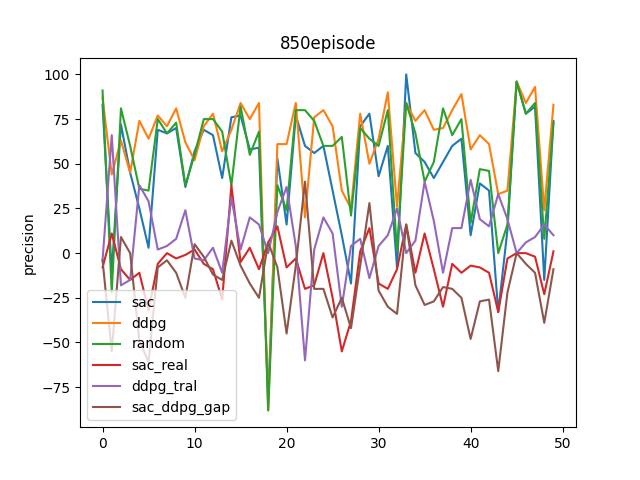 850episode
precision
100
75
50
25
0
−25
−50
−75
sac
ddpg
random
sac_real
ddpg_tral
sac_ddpg_gap
0
10
20
30
40
50